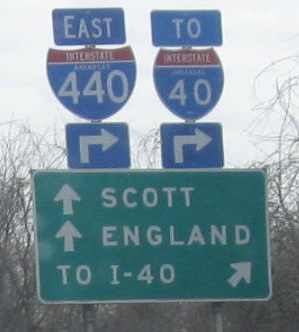 EAST TO
INTERSTATE INTERSTATE
ARKANSAS ARKANSAS
440 40
SCOTT
ENGLAND
TO I-40